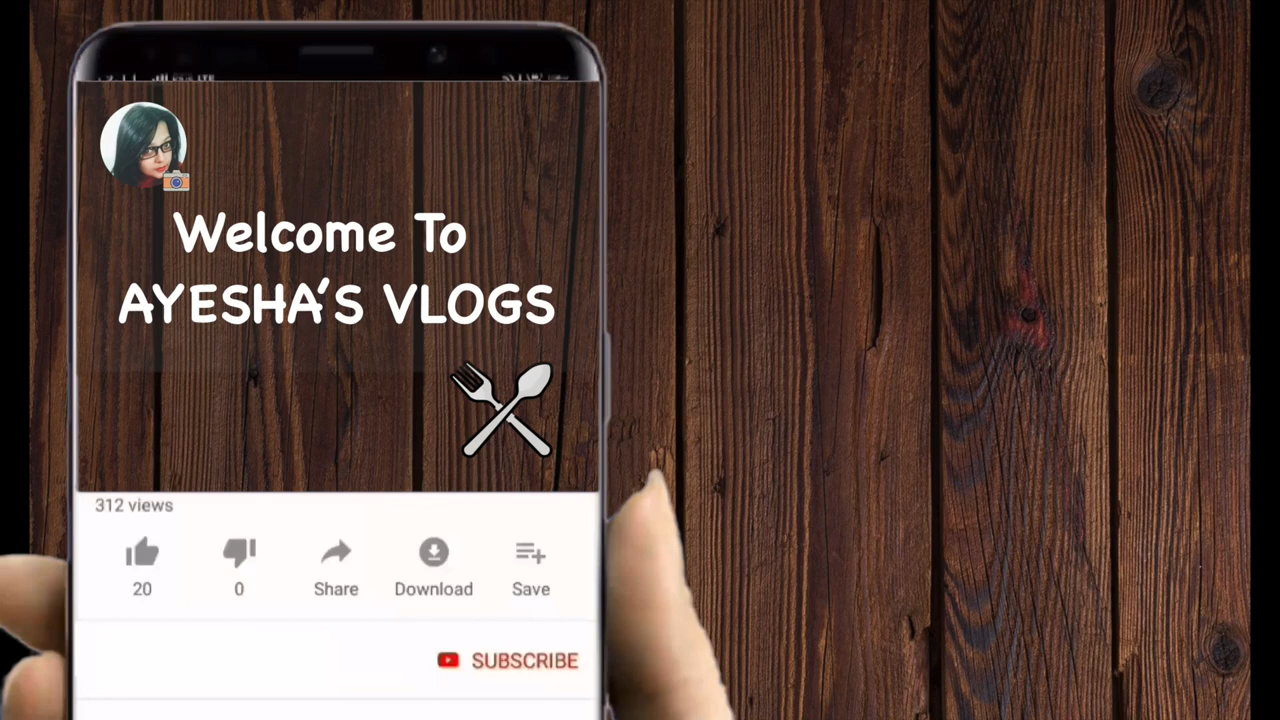 Welcome To
AYESHA'S VLOGS
312 views
20
0
Share
Download
Save
SUBSCRIBE